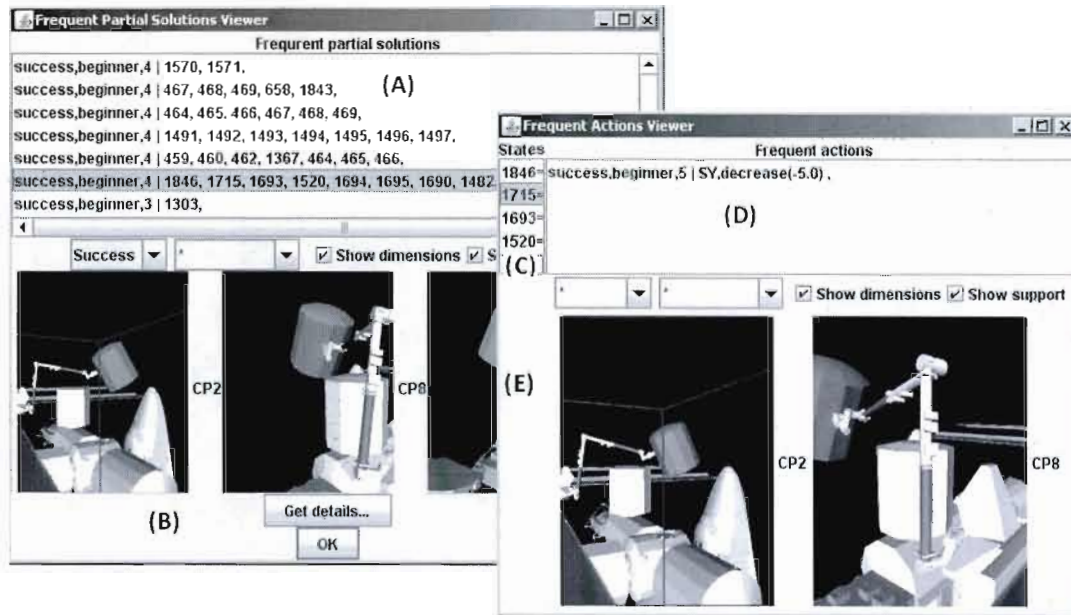 Frequent Partial Solutions Viewer
Frequrent partial solutions
success,beginner,4 | 1570, 1571,
success,beginner,4 | 467, 468, 469, 658, 1843,
(A)
success,beginner,4 | 464, 465, 466, 467, 468, 469,
success,beginner,4 | 1491, 1492, 1493, 1494, 1495, 1496, 1497,
success,beginner,4 | 459, 460, 462, 1367, 464, 465, 466,
success,beginner,4 | 1846, 1715, 1693, 1520, 1694, 1695, 1690, 1482
success,beginner,3 | 1303,
Success
*
Show dimensions
CP2
CP8
(B)
Get details...
OK
Frequent Actions Viewer
States
Frequent actions
1846=
success,beginner,5 | SY,decrease(-5.0) ,
1715=
1693=
(D)
1520=
(C)
*
*
Show dimensions
Show support
(E)
CP2
CP8